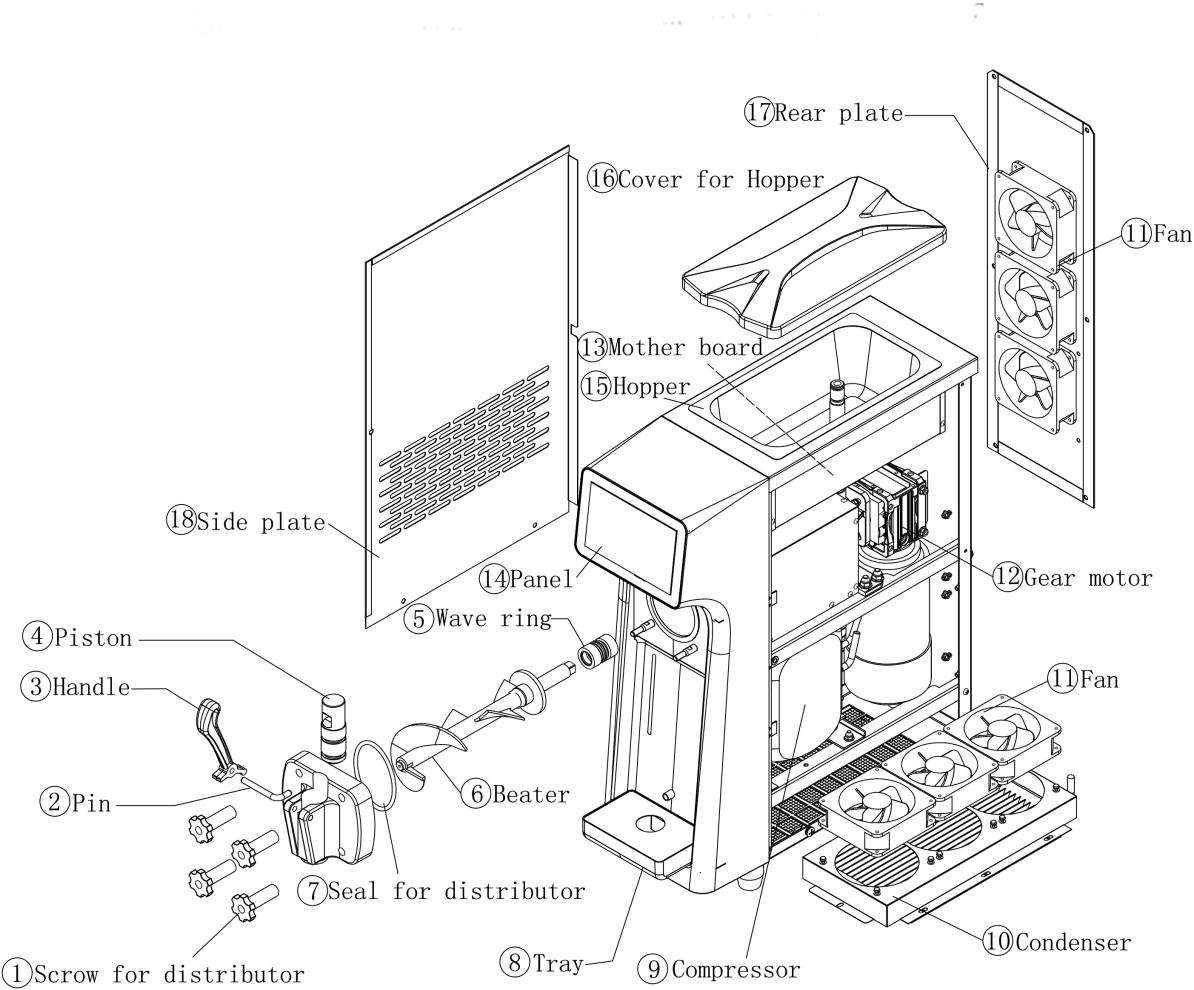 ⑰Rear plate
⑯Cover for Hopper
⑪Fan
⑬Mother board
⑮Hopper
⑱Side plate
⑭Panel
⑫Gear motor
⑤Wave ring
④Piston
③Handle
⑪Fan
②Pin
⑥Beater
⑦Seal for distributor
⑩Condenser
①Scrow for distributor
⑧Tray
⑨Compressor